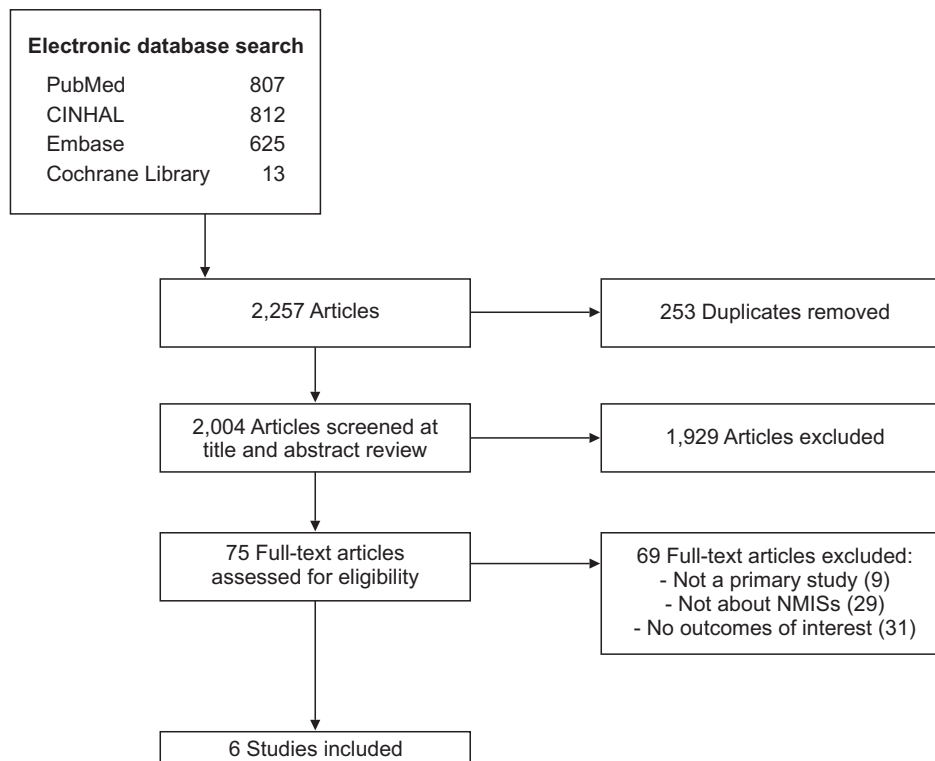 Electronic database search
PubMed 807
CINHAL 812
Embase 625
Cochrane Library 13
2,257 Articles
253 Duplicates removed
2,004 Articles screened at
title and abstract review
1,929 Articles excluded
75 Full-text articles
assessed for eligibility
69 Full-text articles excluded:
- Not a primary study (9)
- Not about NMISs (29)
- No outcomes of interest (31)
6 Studies included